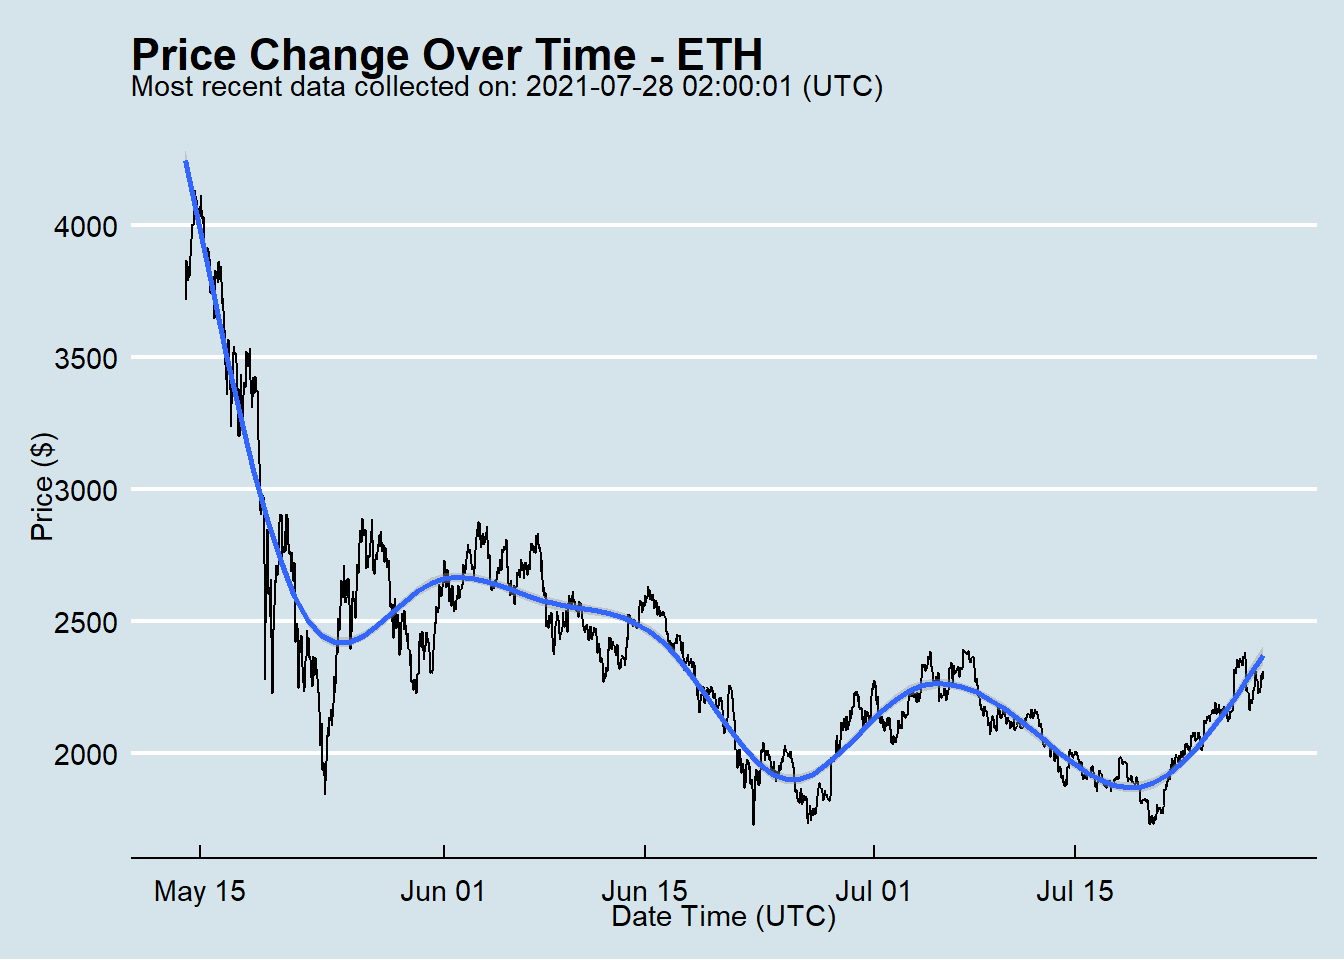 Price Change Over Time - ETH
Most recent data collected on: 2021-07-28 02:00:01 (UTC)
4000
3500
3000
2500
2000
Price ($)
May 15
Jun 01
Jun 15
Jul 01
Jul 15
Date Time (UTC)